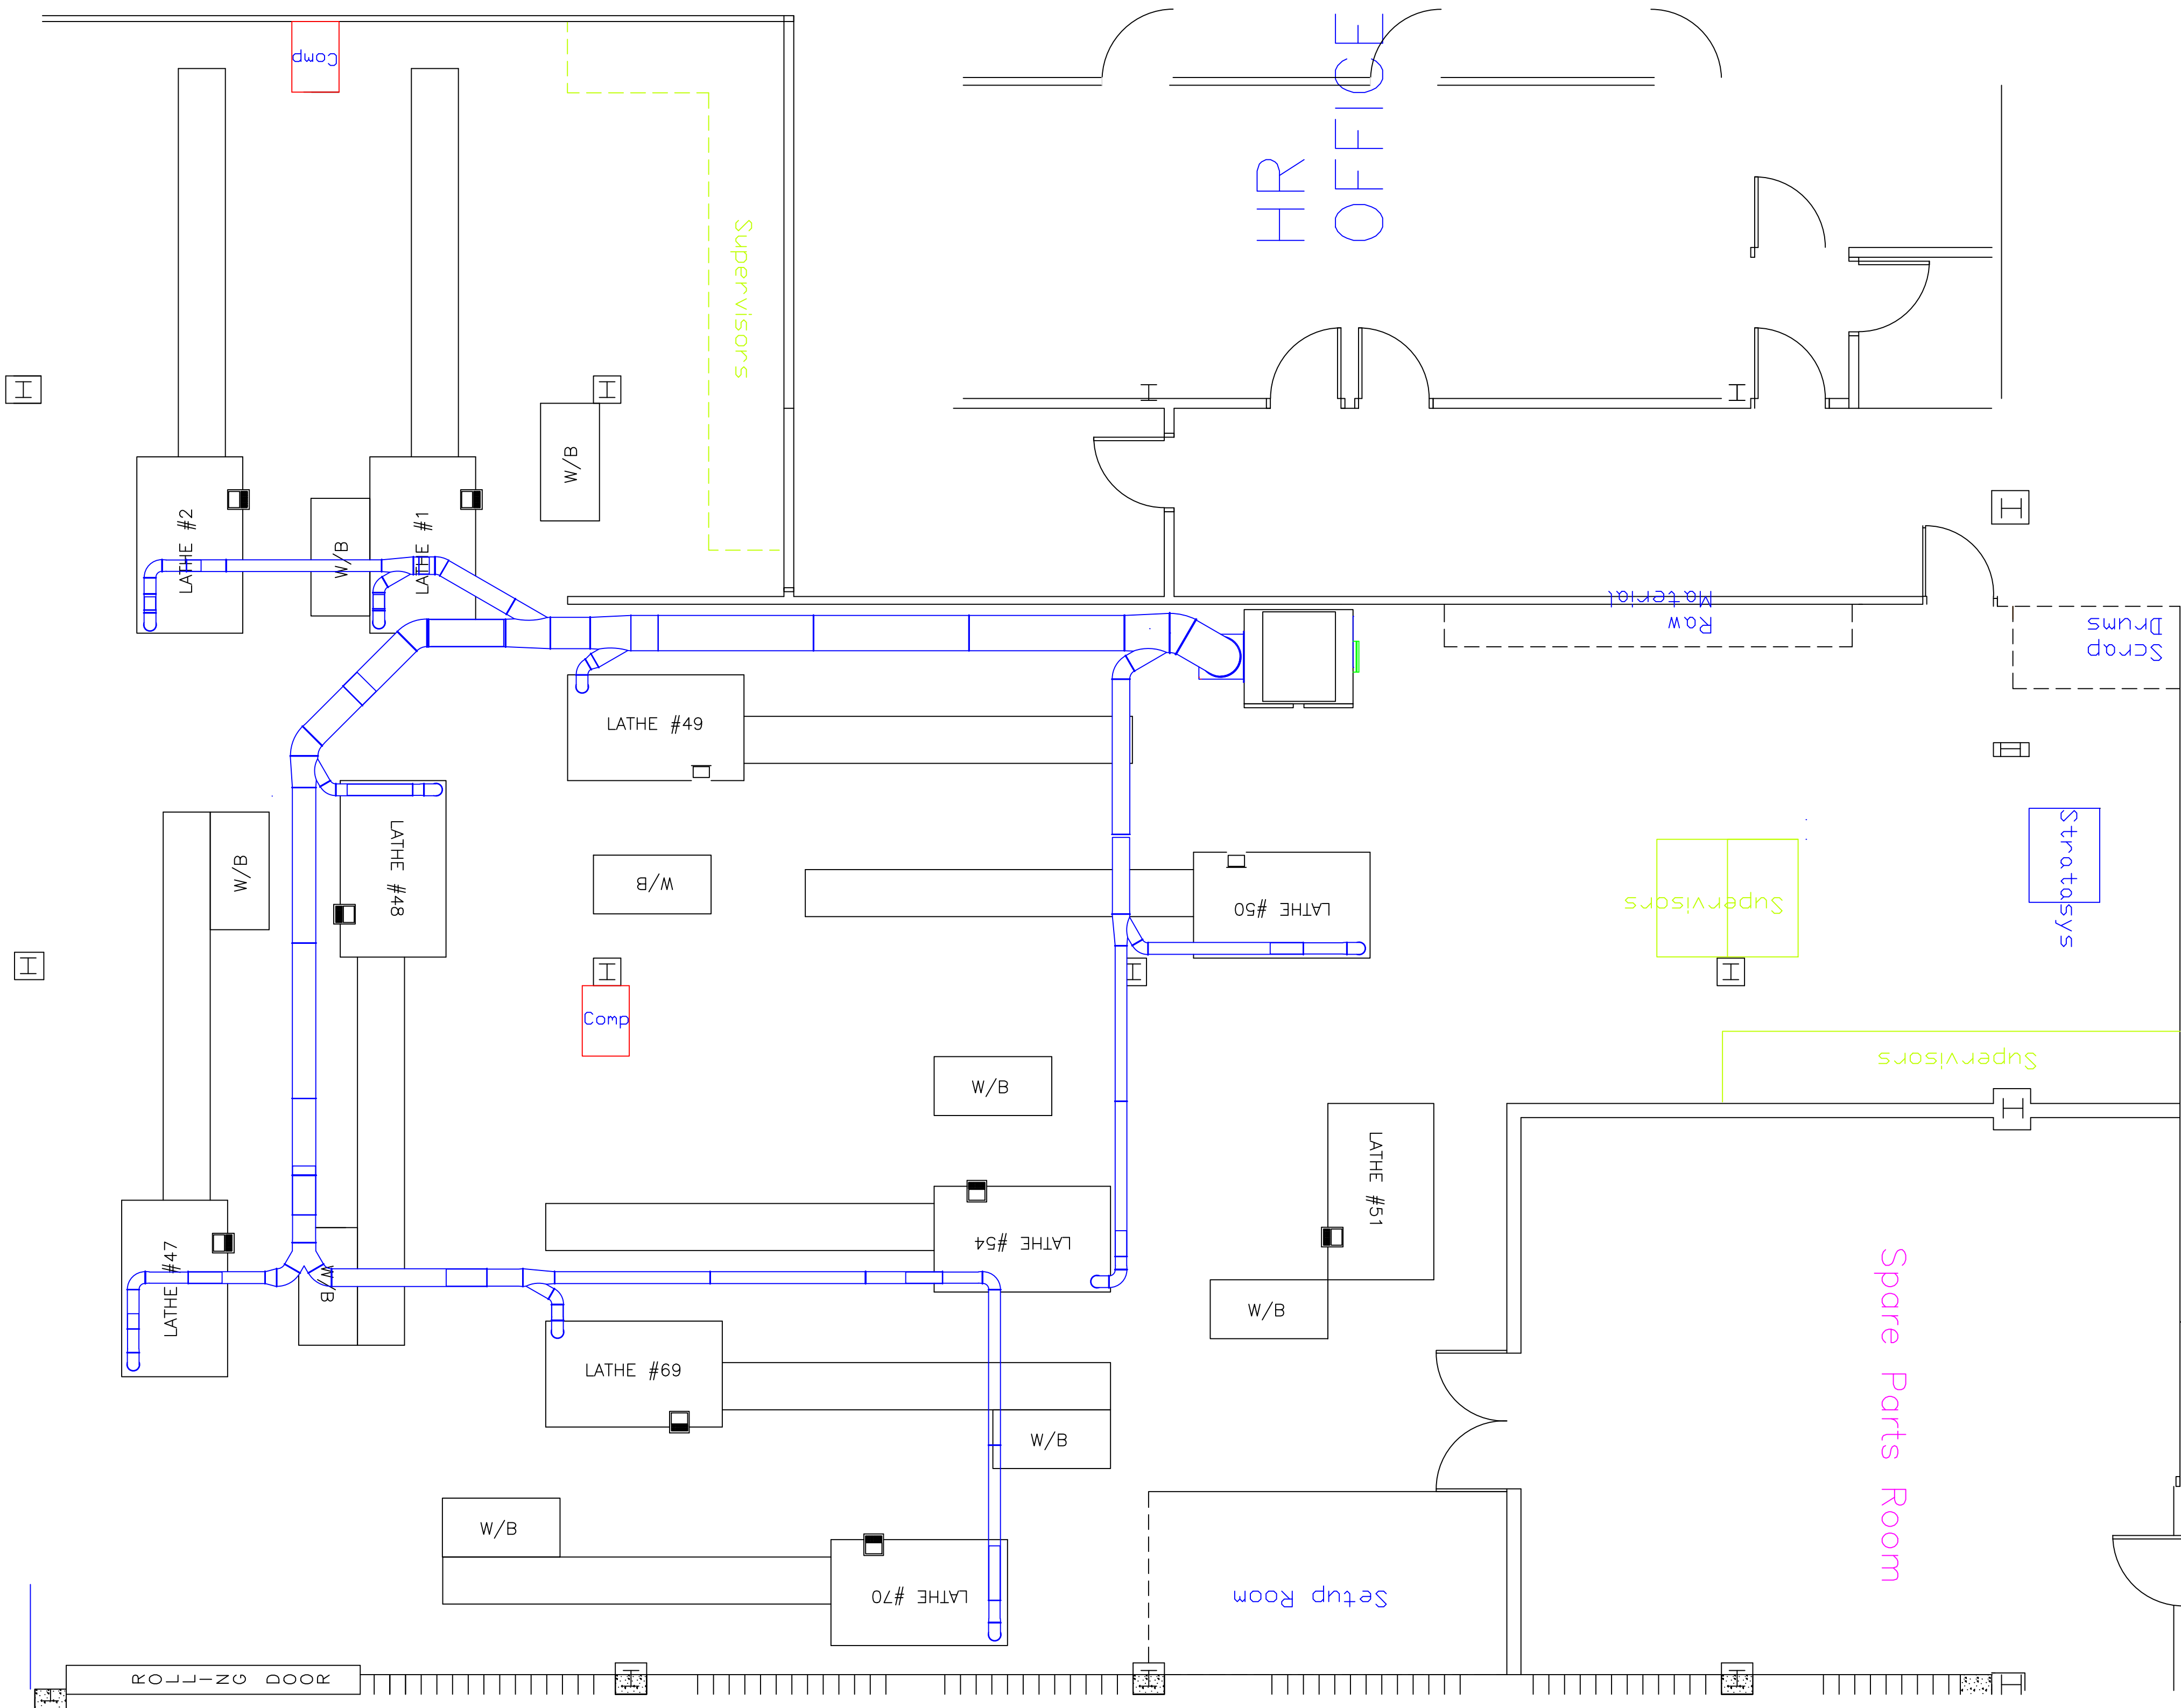 Comp
HR
OFFICE
Supervisors
W/B
LATHE #2
W/B
LATHE #1
Raw
Material
Scrap
Drums
LATHE #49
W/B
LATHE #48
W/B
LATHE #50
Supervisors
Stratasys
Comp
Supervisors
W/B
LATHE #51
LATHE #54
LATHE #47
W/B
W/B
LATHE #69
W/B
Spare Parts Room
W/B
LATHE #70
Setup Room
ROLLING DOOR